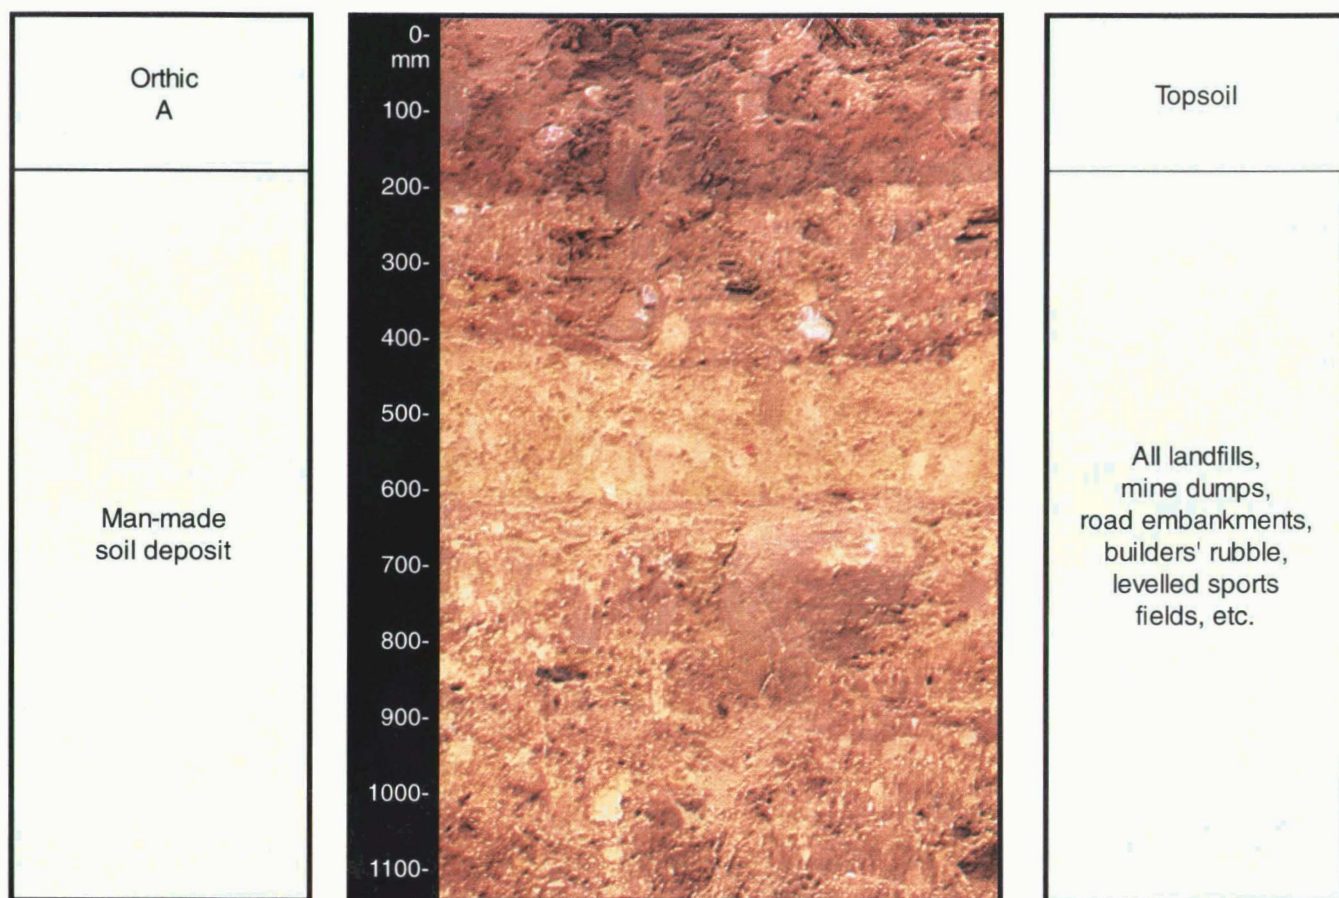 Orthic
A
Man-made
soil deposit
0-
mm
100-
200-
300-
400-
500-
600-
700-
800-
900-
1000-
1100-
Topsoil
All landfills,
mine dumps,
road embankments,
builders' rubble,
levelled sports
fields, etc.